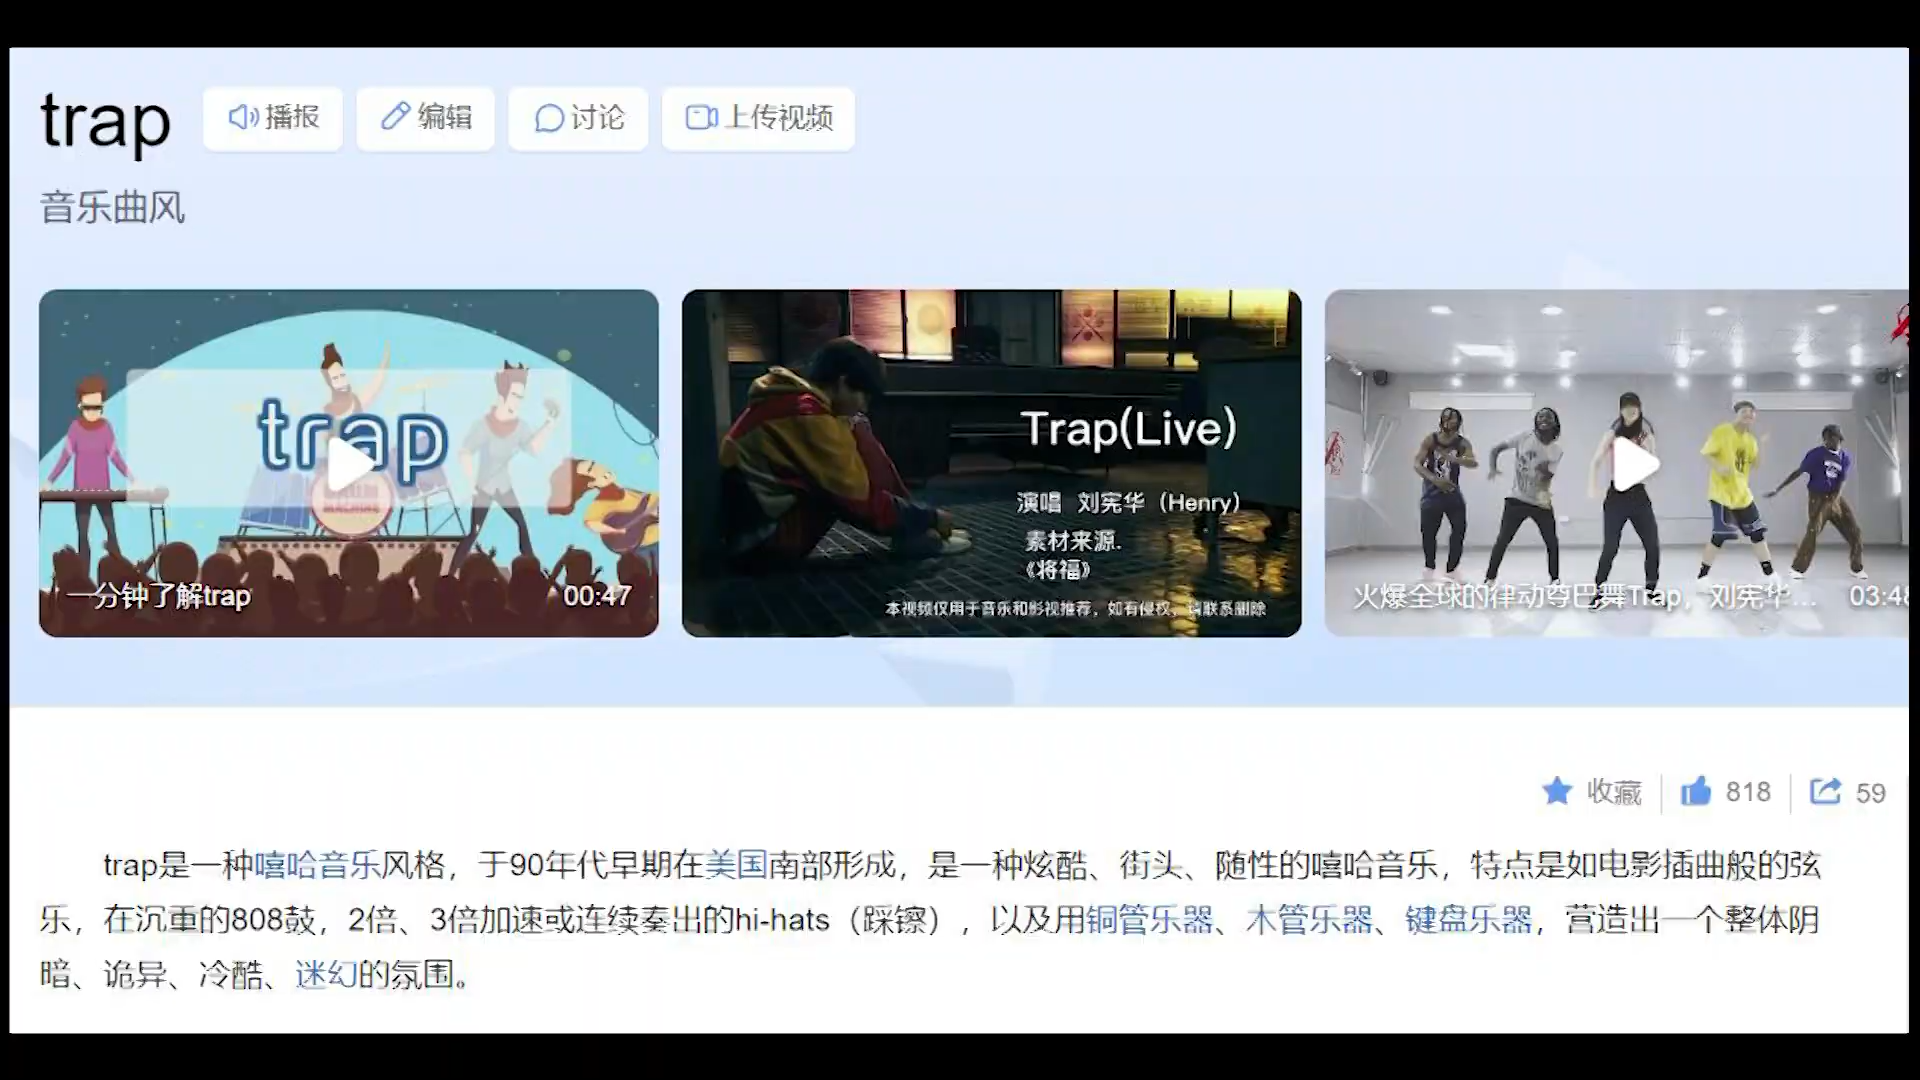 trap
播报
编辑
讨论
上传视频
音乐曲风
trap
一分钟了解trap
00:47
Trap(Live)
演唱 刘宪华（Henry）
素材来源.
《将福》
本视频仅用于音乐和影视推荐，如有侵权，请联系删除
火爆全球的律动尊巴舞Trap，刘宪华...
03:48
收藏
818
59
trap是一种嘻哈音乐风格，于90年代早期在美国南部形成，是一种炫酷、街头、随性的嘻哈音乐，特点是如电影插曲般的弦
乐，在沉重的808鼓，2倍、3倍加速或连续奏出的hi-hats（踩镲），以及用铜管乐器、木管乐器、键盘乐器，营造出一个整体阴
暗、诡异、冷酷、迷幻的氛围。